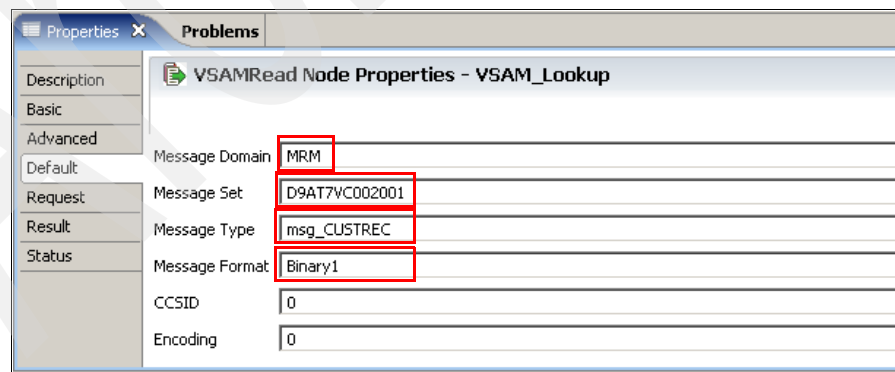 Properties Problems
VSAMRead Node Properties - VSAM_Lookup
Description
Basic
Advanced
Default
Request
Result
Status
Message Domain MRM
Message Set D9AT7VC002001
Message Type msg_CUSTREC
Message Format Binary1
CCSID 0
Encoding 0